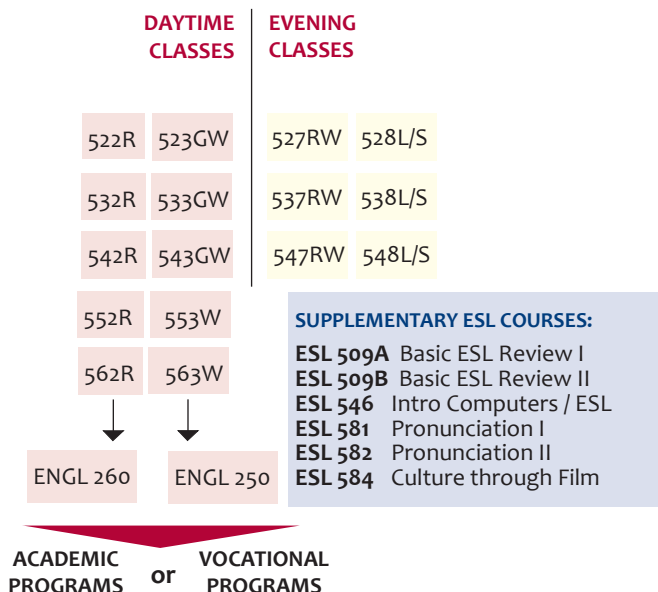 DAYTIME
CLASSES
EVENING
CLASSES
522R 523GW 527RW 528L/S
532R 533GW 537RW 538L/S
542R 543GW 547RW 548L/S
552R 553W
562R 563W
SUPPLEMENTARY ESL COURSES:
ESL 509A Basic ESL Review I
ESL 509B Basic ESL Review II
ESL 546 Intro Computers / ESL
ESL 581 Pronunciation I
ESL 582 Pronunciation II
ESL 584 Culture through Film
ENGL 260 ENGL 250
ACADEMIC
PROGRAMS
or
VOCATIONAL
PROGRAMS